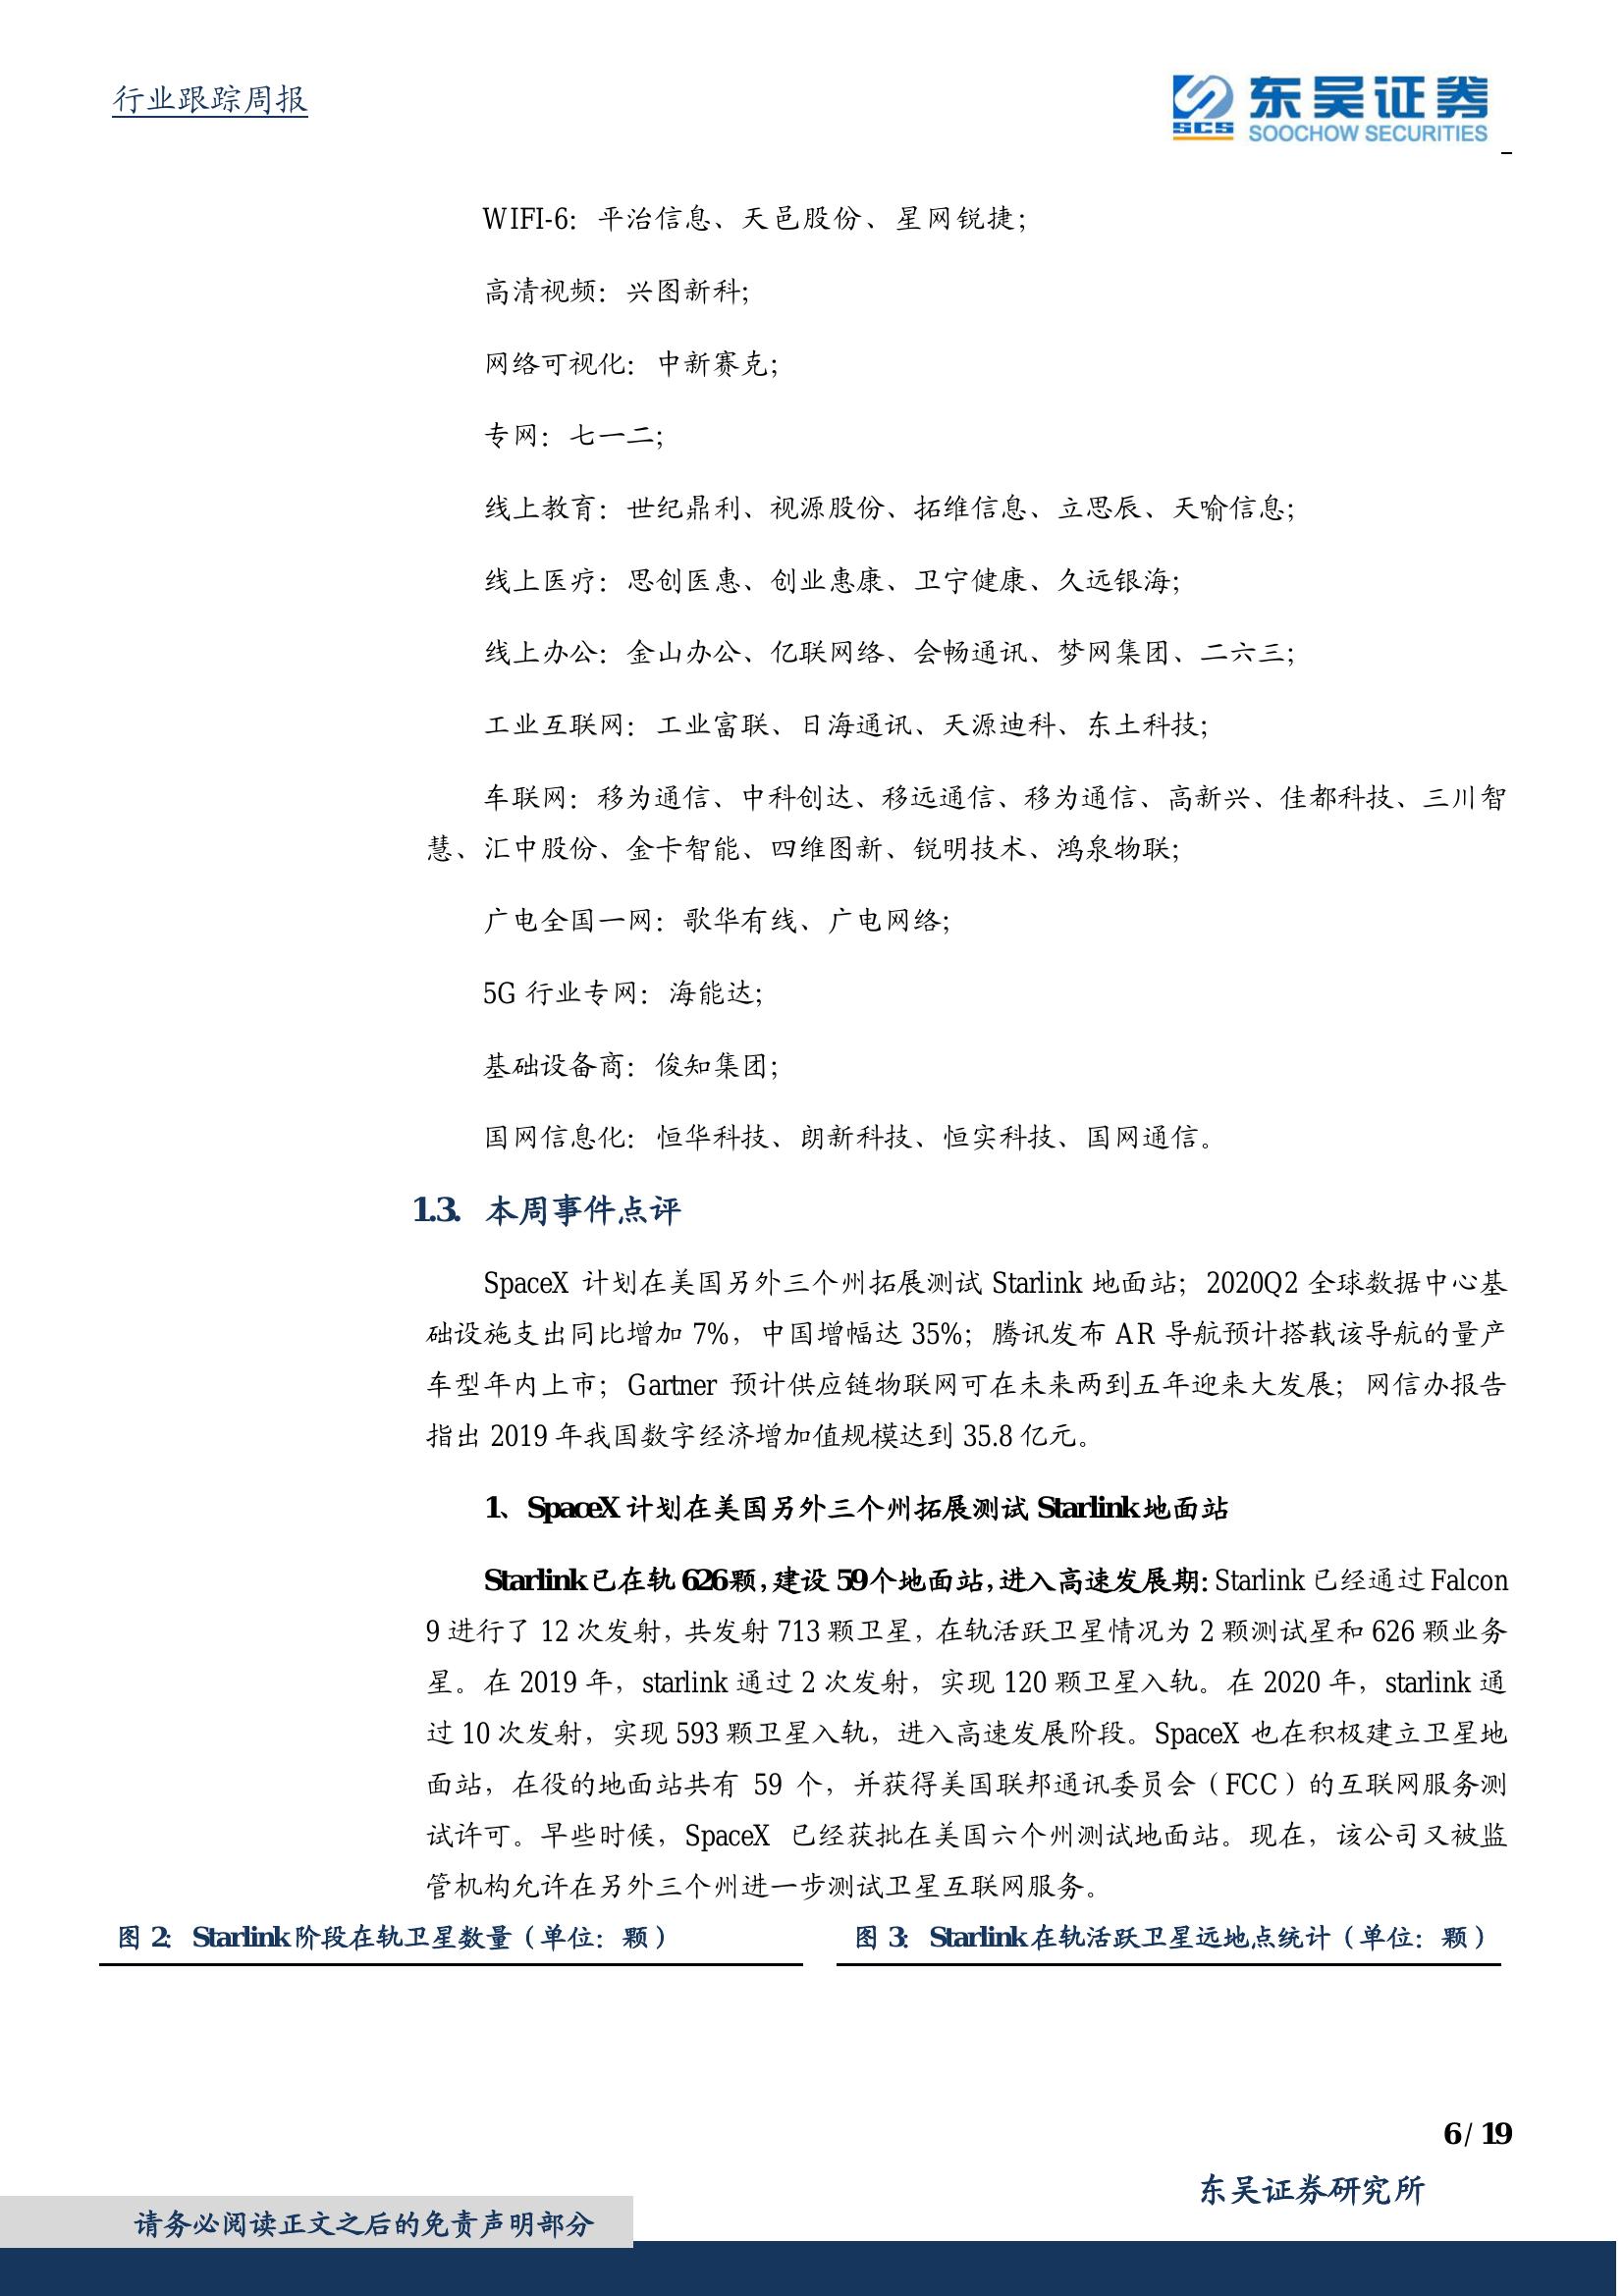 行业跟踪周报
SCS 东吴证券
SOOCHOW SECURITIES
WIFI-6：平治信息、天邑股份、星网锐捷；
高清视频：兴图新科；
网络可视化：中新赛克；
专网：七一二；
线上教育：世纪鼎利、视源股份、拓维信息、立思辰、天喻信息；
线上医疗：思创医惠、创业惠康、卫宁健康、久远银海；
线上办公：金山办公、亿联网络、会畅通讯、梦网集团、二六三；
工业互联网：工业富联、日海通讯、天源迪科、东土科技；
车联网：移为通信、中科创达、移远通信、移为通信、高新兴、佳都科技、三川智
慧、汇中股份、金卡智能、四维图新、锐明技术、鸿泉物联；
广电全国一网：歌华有线、广电网络；
5G 行业专网：海能达；
基础设备商：俊知集团；
国网信息化：恒华科技、朗新科技、恒实科技、国网通信。
1.3. 本周事件点评
SpaceX 计划在美国另外三个州拓展测试 Starlink 地面站；2020Q2 全球数据中心基
础设施支出同比增加 7%，中国增幅达 35%；腾讯发布 AR 导航预计搭载该导航的量产
车型年内上市；Gartner 预计供应链物联网可在未来两到五年迎来大发展；网信办报告
指出 2019 年我国数字经济增加值规模达到 35.8 亿元。
1、SpaceX 计划在美国另外三个州拓展测试 Starlink 地面站
Starlink 已在轨 626 颗，建设 59 个地面站，进入高速发展期：Starlink 已经通过 Falcon
9 进行了 12 次发射，共发射 713 颗卫星，在轨活跃卫星情况为 2 颗测试星和 626 颗业务
星。在 2019 年，starlink 通过 2 次发射，实现 120 颗卫星入轨。在 2020 年，starlink 通
过 10 次发射，实现 593 颗卫星入轨，进入高速发展阶段。SpaceX 也在积极建立卫星地
面站，在役的地面站共有 59 个，并获得美国联邦通讯委员会（FCC）的互联网服务测
试许可。早些时候，SpaceX 已经获批在美国六个州测试地面站。现在，该公司又被监
管机构允许在另外三个州进一步测试卫星互联网服务。
图 2：Starlink 阶段在轨卫星数量（单位：颗）
图 3：Starlink 在轨活跃卫星远地点统计（单位：颗）
6 / 19
东吴证券研究所
请务必阅读正文之后的免责声明部分